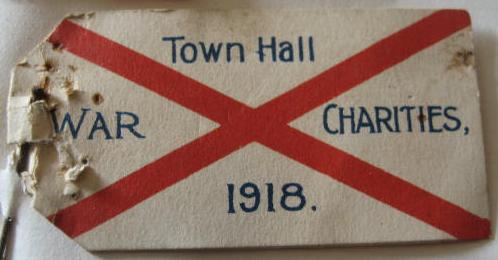 Town Hall
WAR CHARITIES,
1918.